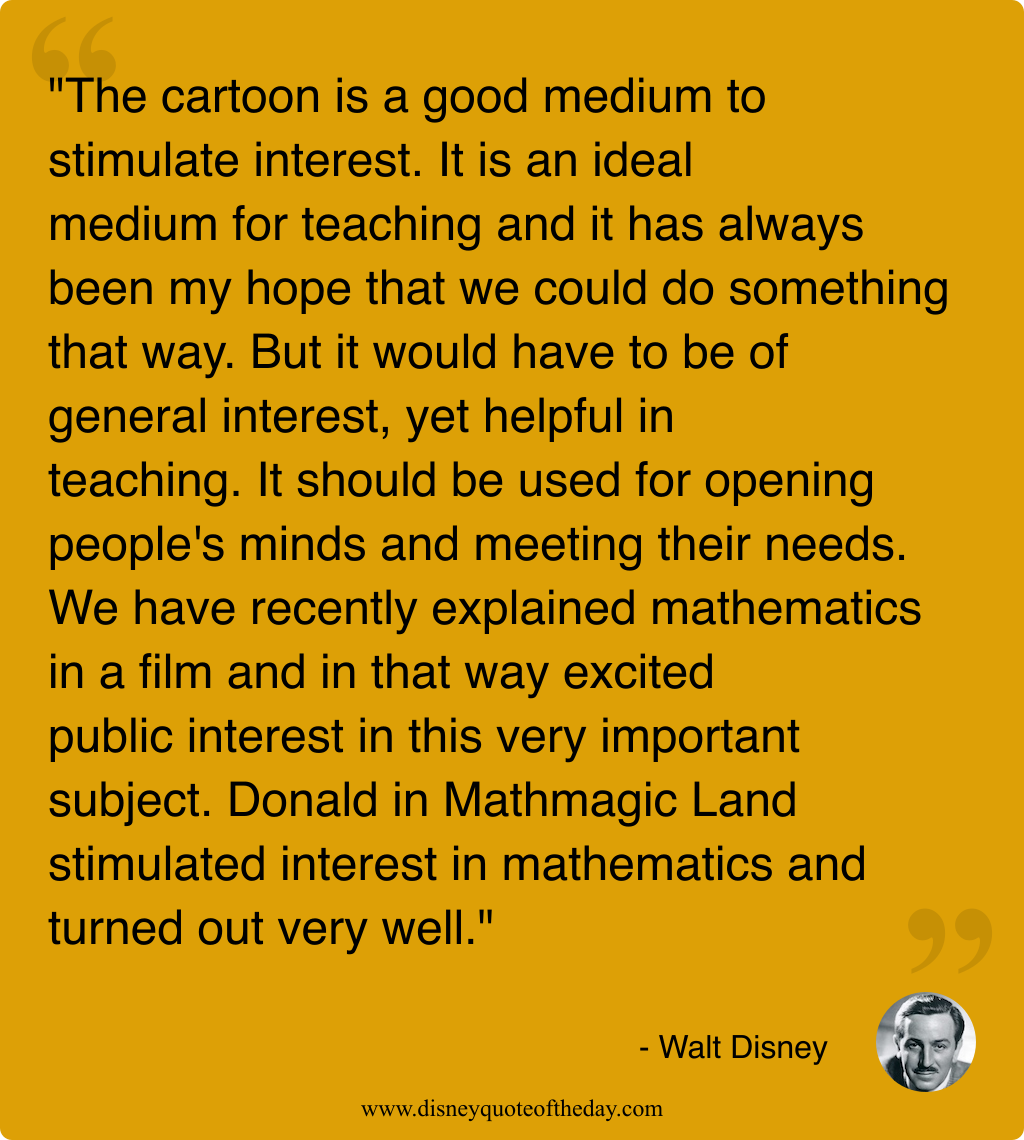 "The cartoon is a good medium to
stimulate interest. It is an ideal
medium for teaching and it has always
been my hope that we could do something
that way. But it would have to be of
general interest, yet helpful in
teaching. It should be used for opening
people's minds and meeting their needs.
We have recently explained mathematics
in a film and in that way excited
public interest in this very important
subject. Donald in Mathmagic Land
stimulated interest in mathematics and
turned out very well."
- Walt Disney
www.disneyquoteoftheday.com